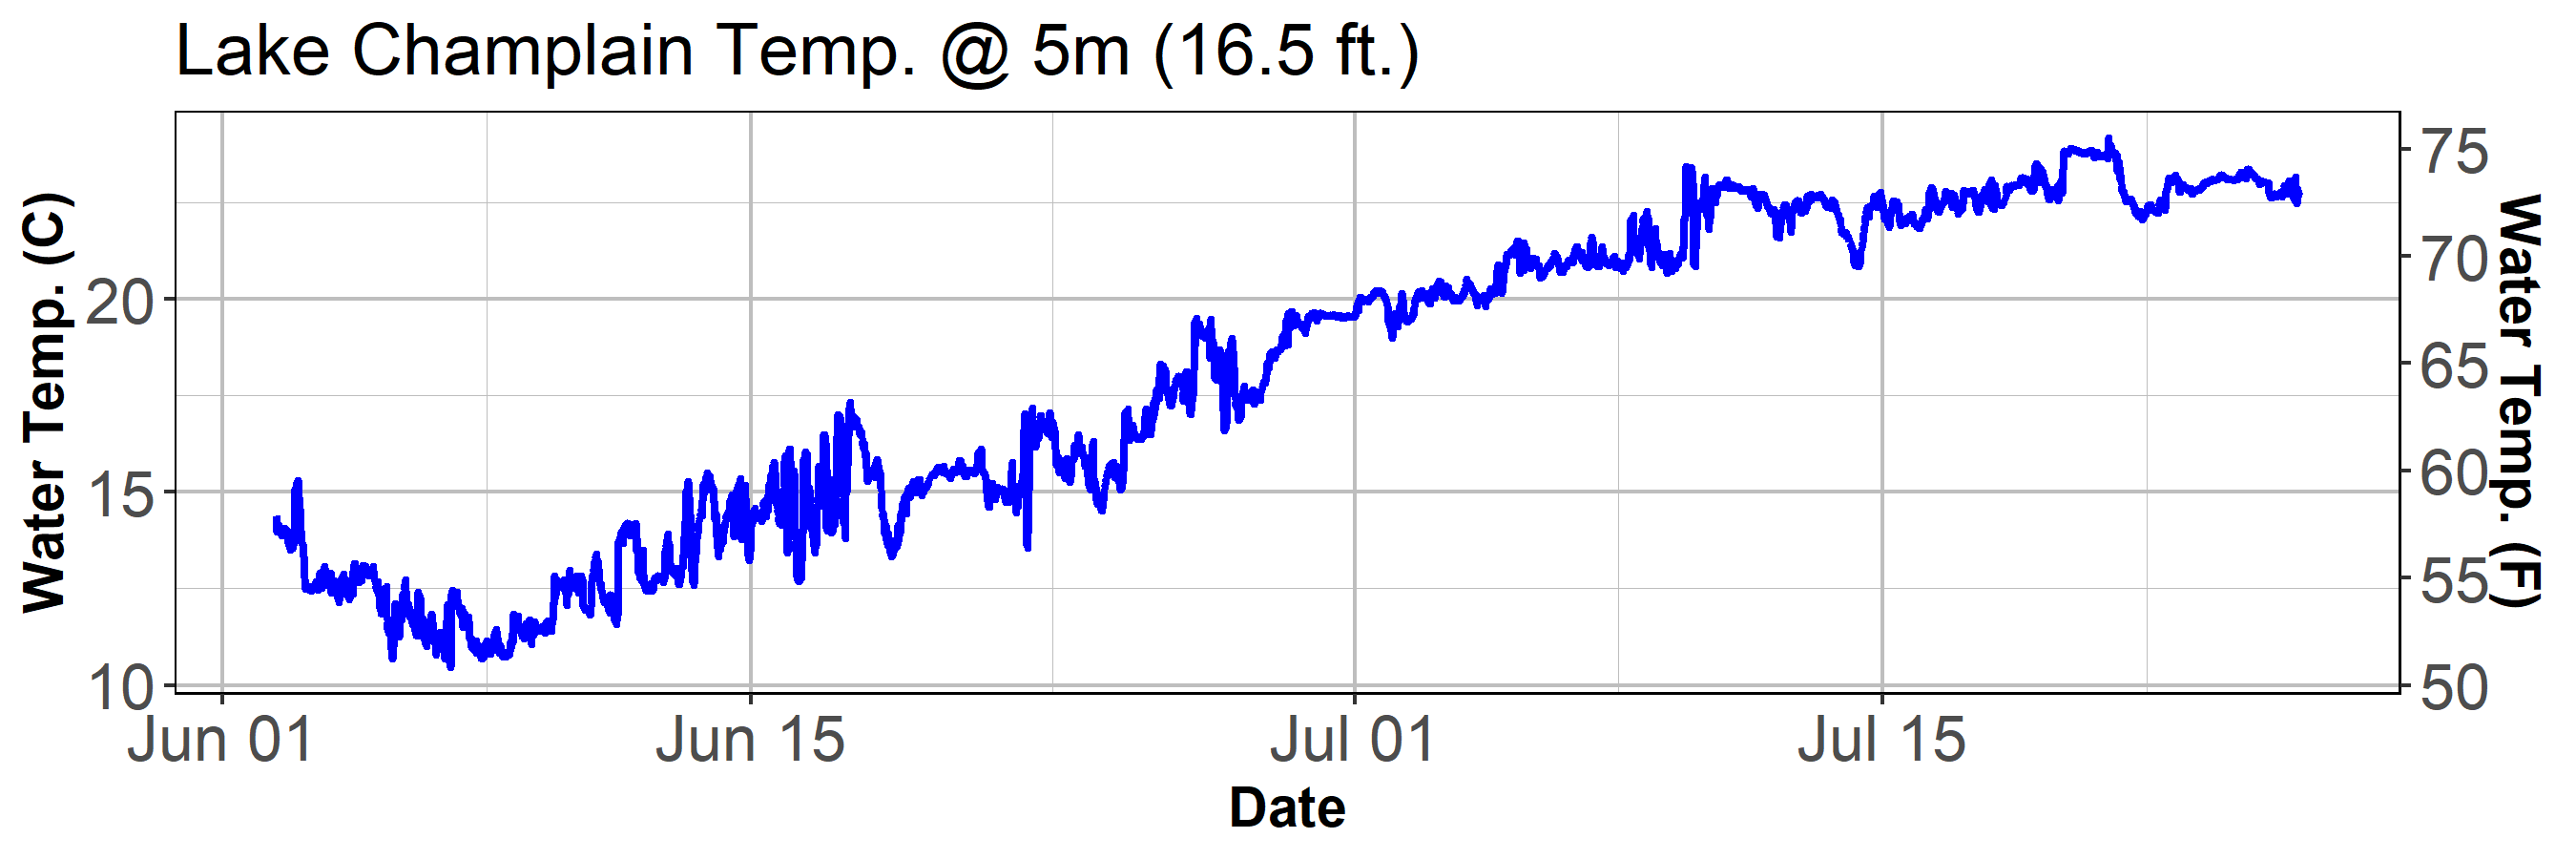 Lake Champlain Temp. @ 5m (16.5 ft.)
Water Temp. (C)
20
15
10
75
70
65
60
55
50
Water Temp. (F)
Jun 01 Jun 15 Jul 01 Jul 15
Date